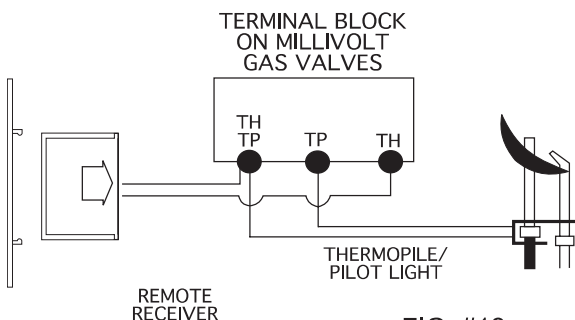 TERMINAL BLOCK
ON MILLIVOLT
GAS VALVES
TH
TP
TP
TH
THERMOPILE/
PILOT LIGHT
REMOTE
RECEIVER